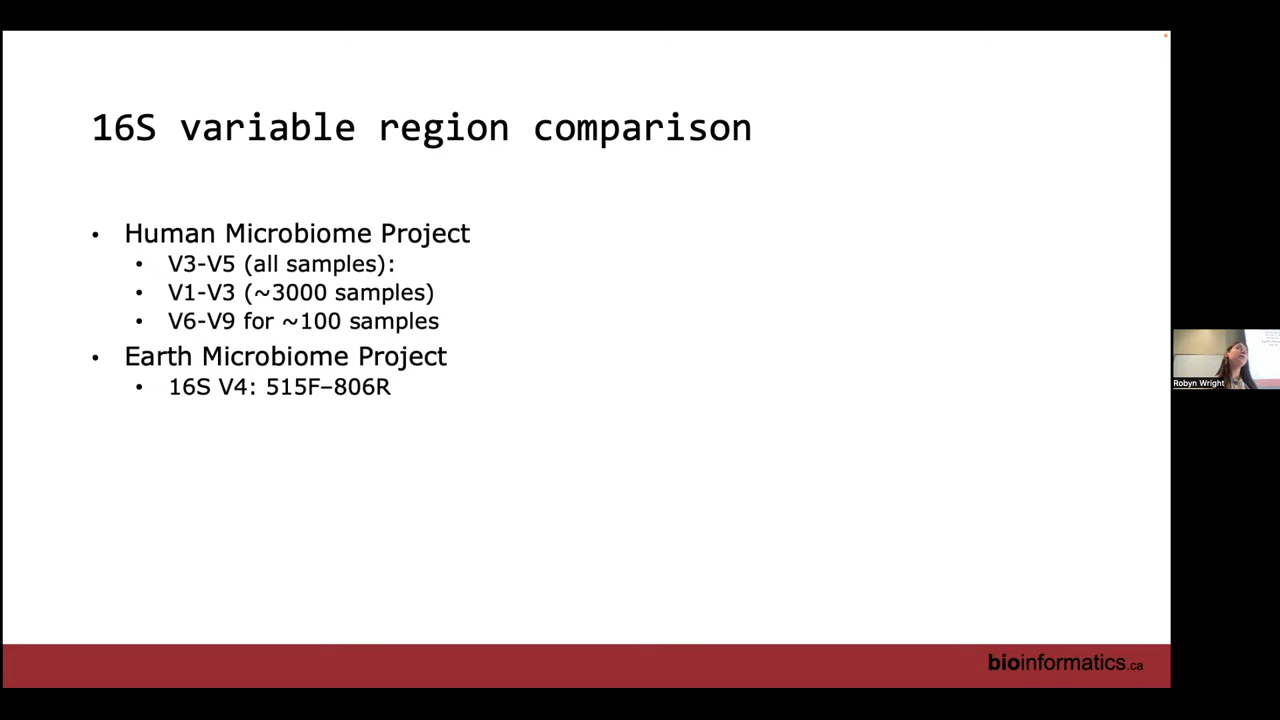 16S variable region comparison
• Human Microbiome Project
• V3-V5 (all samples):
• V1-V3 (~3000 samples)
• V6-V9 for ~100 samples
• Earth Microbiome Project
• 16S V4: 515F–806R
Robyn Wright
bioinformatics.ca